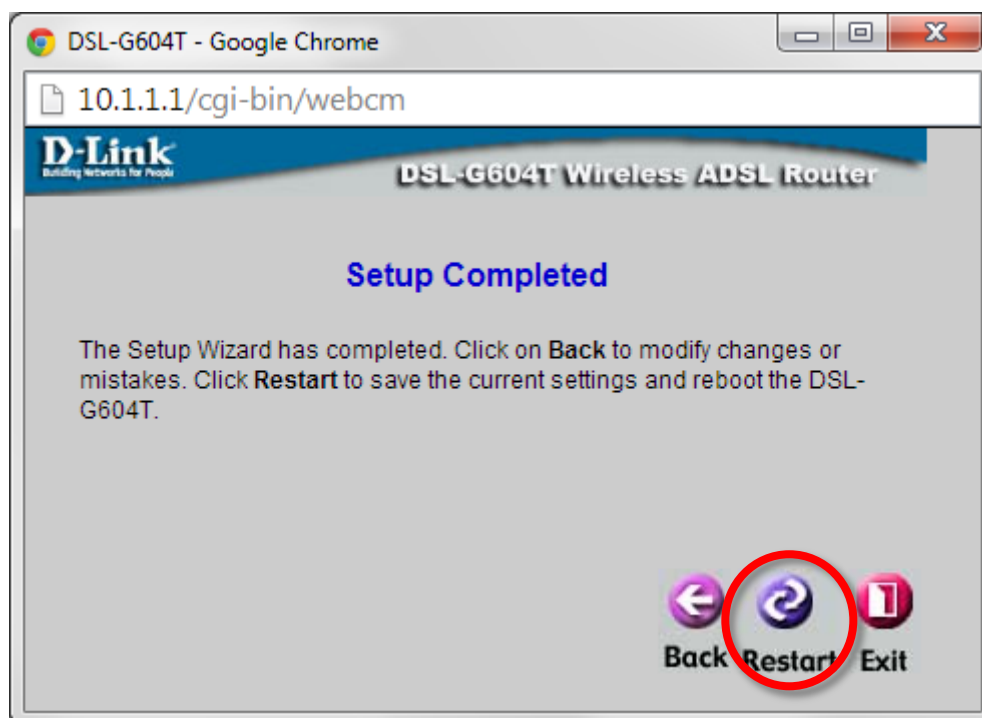 DSL-G604T - Google Chrome
10.1.1.1/cgi-bin/webcm
D-Link
Building Networks for People
DSL-G604T Wireless ADSL Router
Setup Completed
The Setup Wizard has completed. Click on Back to modify changes or
mistakes. Click Restart to save the current settings and reboot the DSL-
G604T.
Back Restart Exit